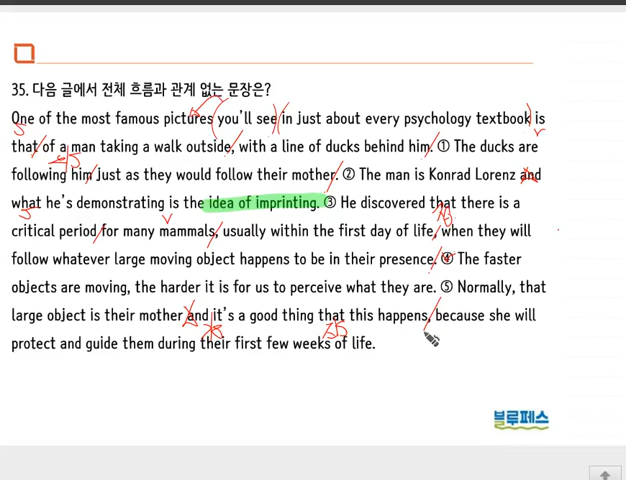 35. 다음 글에서 전체 흐름과 관계 없는 문장은?
One of the most famous pictures you'll see in just about every psychology textbook is
that of a man taking a walk outside, with a line of ducks behind him. ① The ducks are
following him just as they would follow their mother. ② The man is Konrad Lorenz and
what he's demonstrating is the idea of imprinting. ③ He discovered that there is a
critical period for many mammals, usually within the first day of life, when they will
follow whatever large moving object happens to be in their presence. ④ The faster
objects are moving, the harder it is for us to perceive what they are. ⑤ Normally, that
large object is their mother and it's a good thing that this happens, because she will
protect and guide them during their first few weeks of life.
블루페스